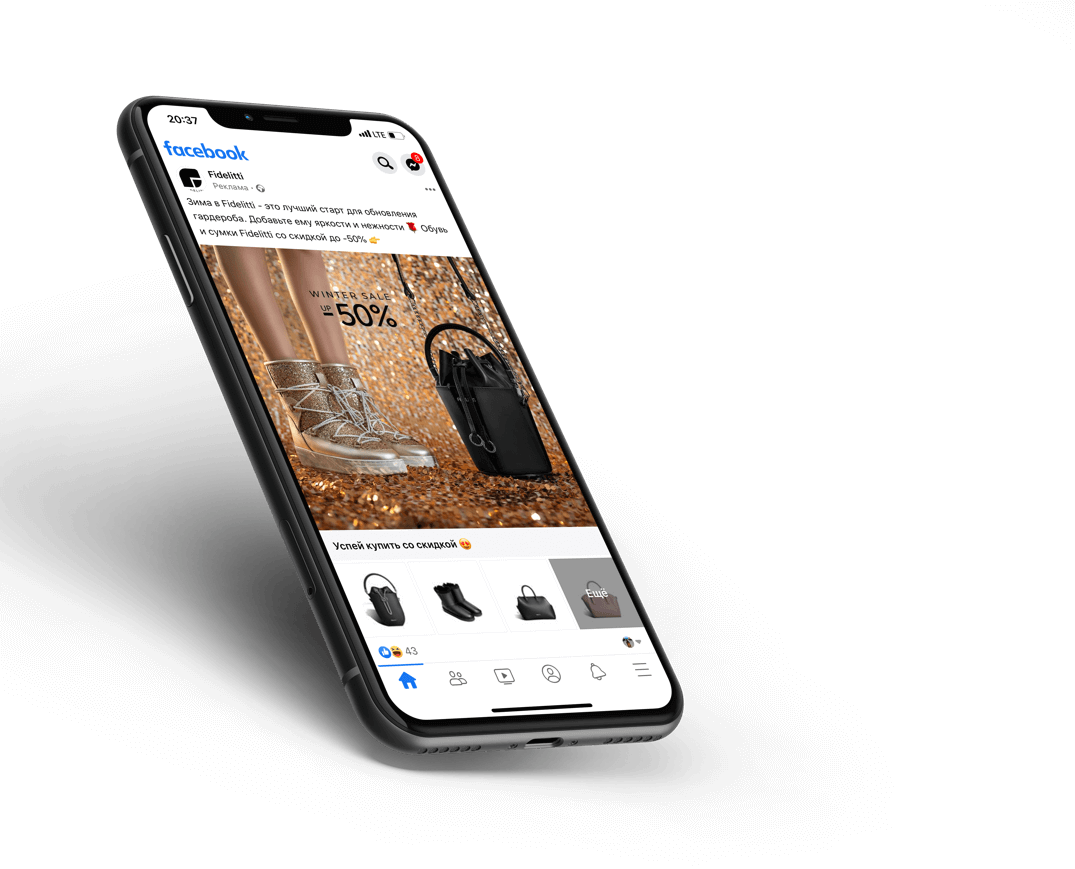 20:37
LTE
facebook
8
Fidelitti
Реклама ·
Зима в Fidelitti - это лучший старт для обновления
гардероба. Добавьте ему яркости и нежности 🌹 Обувь
и сумки Fidelitti со скидкой до -50% 👉
WINTER SALE
UP
50%
Успей купить со скидкой 😍
Ещё
43